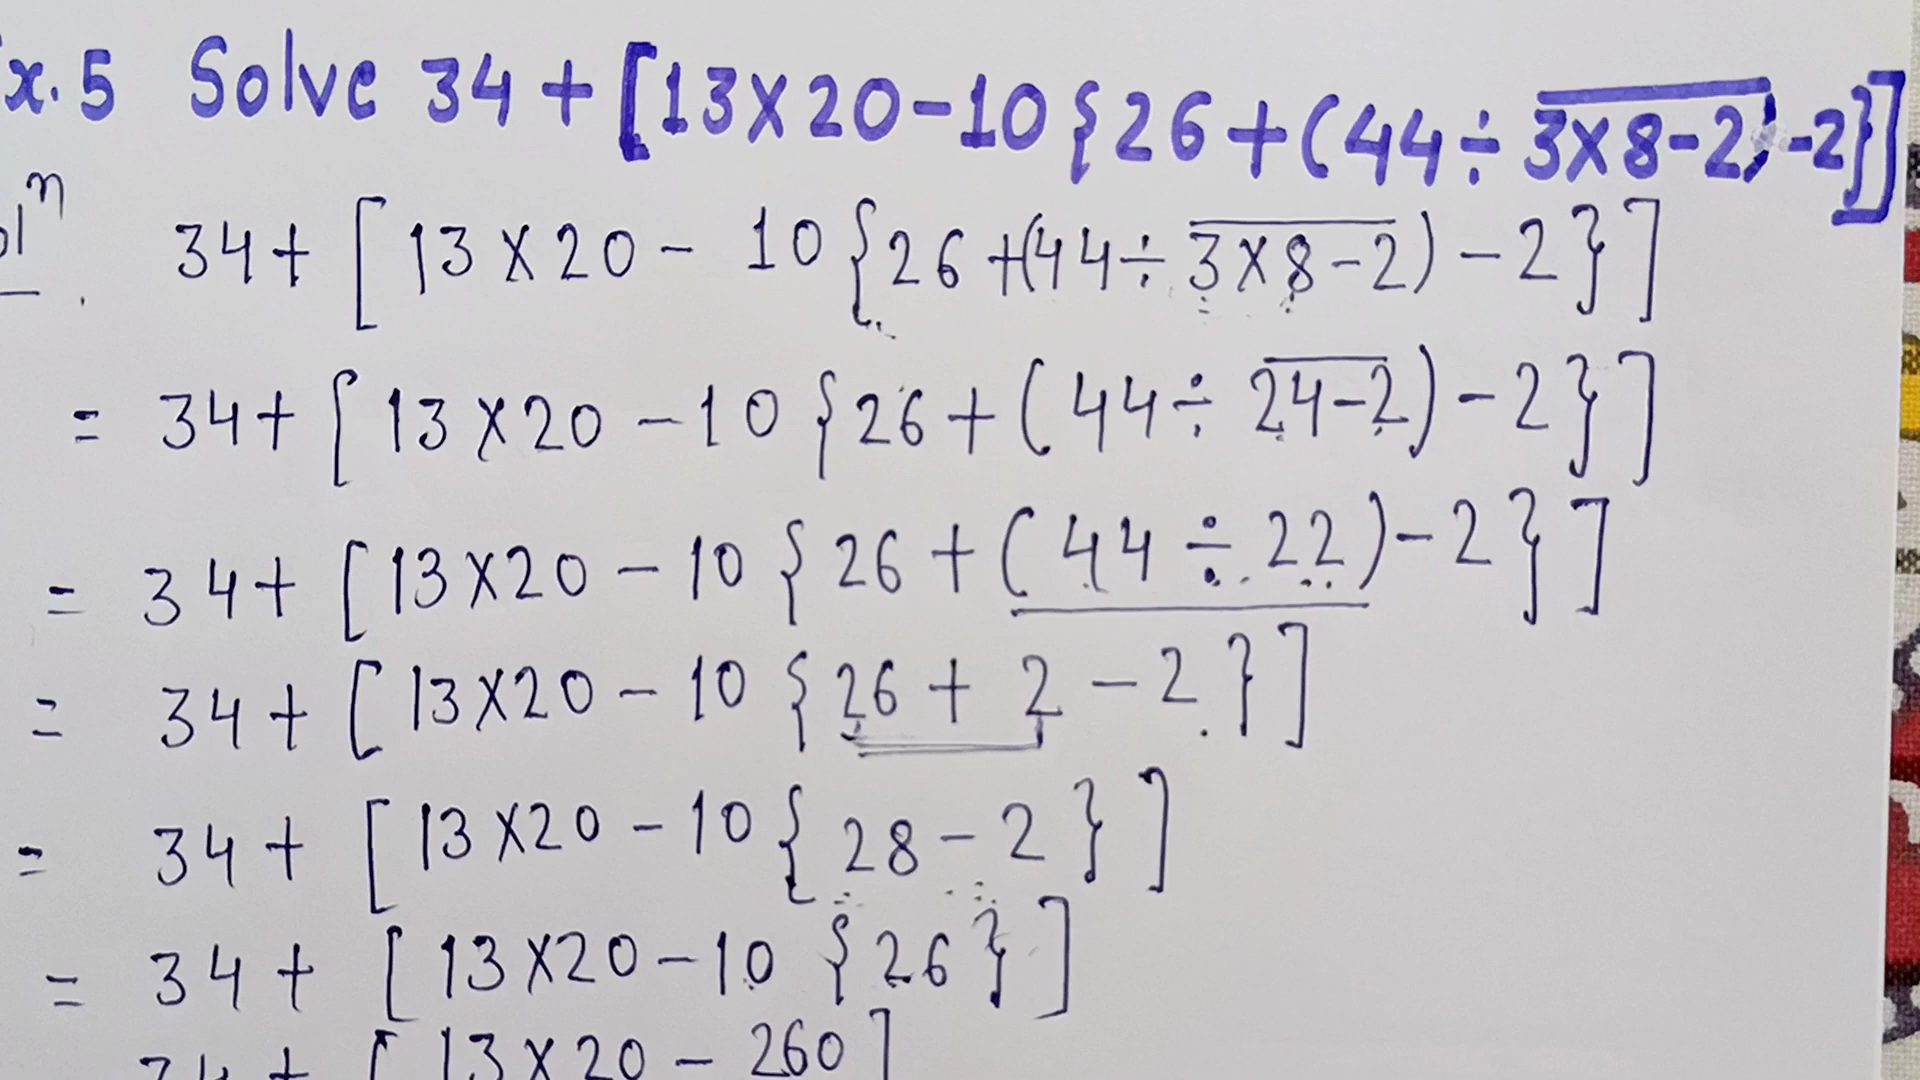 x. 5 Solve 34 + [13×20-10{26+(44÷3×8-2)-2}]
olⁿ. 34+ [13×20- 10{26+(44÷3×8-2)-2}]
= 34+ [13×20-10{26+(44÷24-2)-2}]
= 34+ [13×20-10{26+(44÷22)-2}]
= 34+ [13×20-10{26+2-2}]
= 34+ [13×20-10{28-2}]
= 34+ [13×20-10{26}]
34+ [13×20-260]